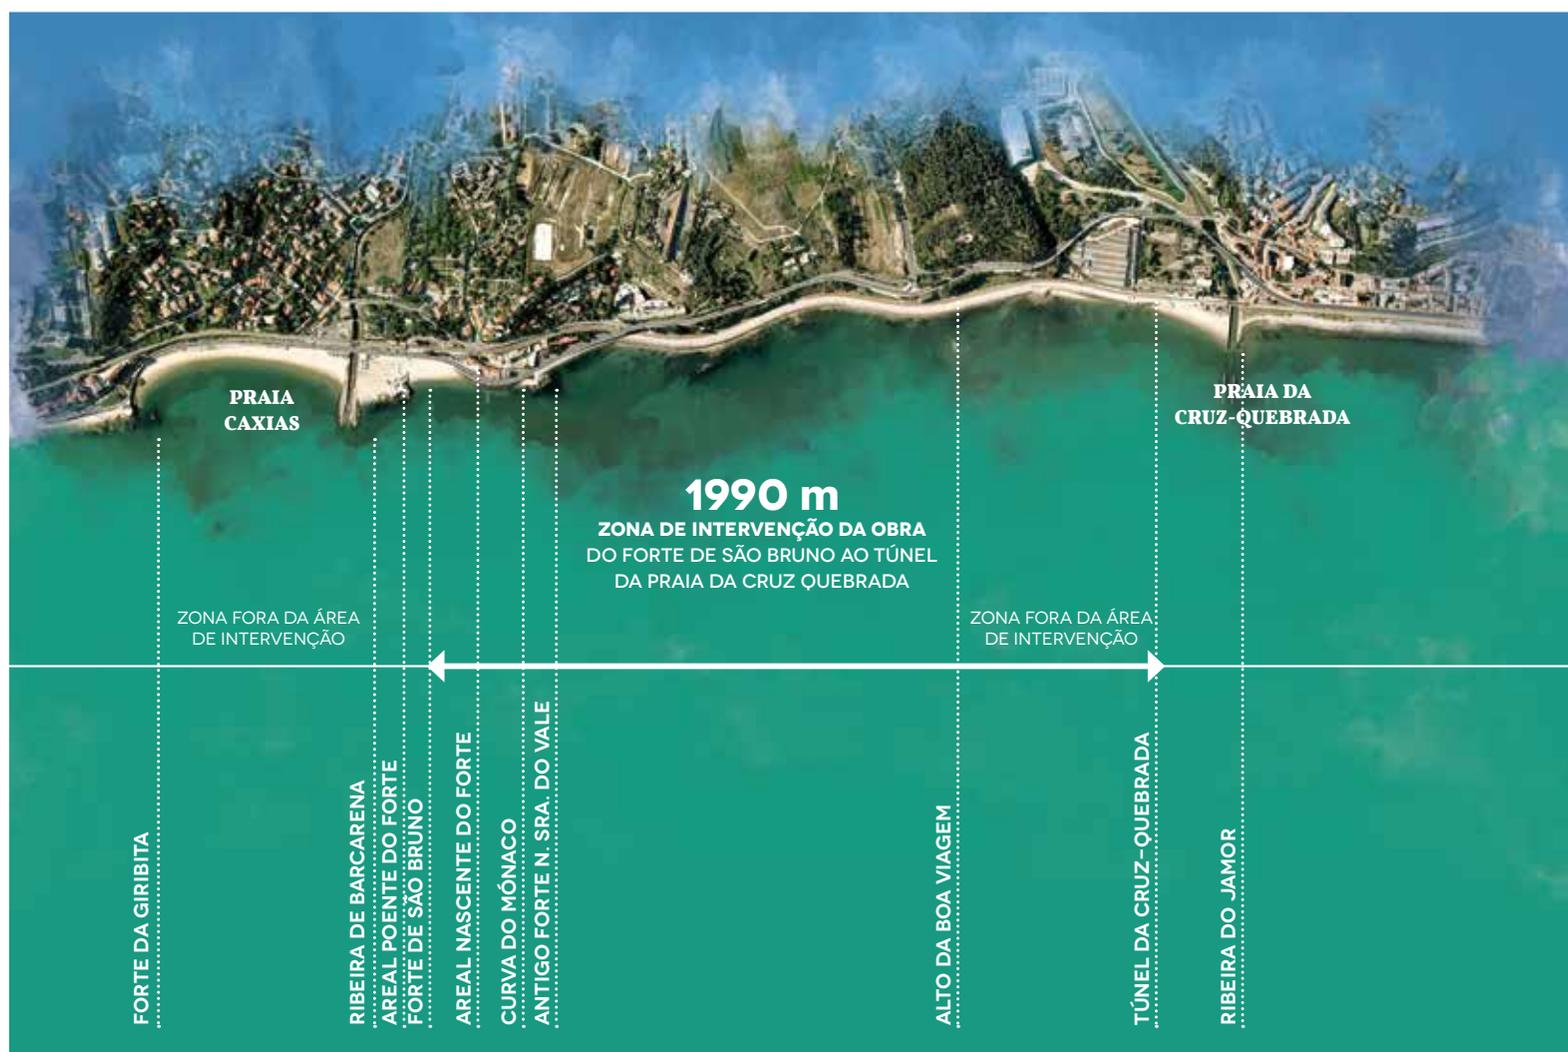 PRAIA
CAXIAS
PRAIA DA
CRUZ-QUEBRADA
1990 m
ZONA DE INTERVENÇÃO DA OBRA
DO FORTE DE SÃO BRUNO AO TÚNEL
DA PRAIA DA CRUZ QUEBRADA
ZONA FORA DA ÁREA
DE INTERVENÇÃO
ZONA FORA DA ÁREA
DE INTERVENÇÃO
FORTE DA GIRIBITA
RIBEIRA DE BARCARENA
AREAL POENTE DO FORTE
FORTE DE SÃO BRUNO
AREAL NASCENTE DO FORTE
CURVA DO MÓNACO
ANTIGO FORTE N. SRA. DO VALE
ALTO DA BOA VIAGEM
TÚNEL DA CRUZ-QUEBRADA
RIBEIRA DO JAMOR